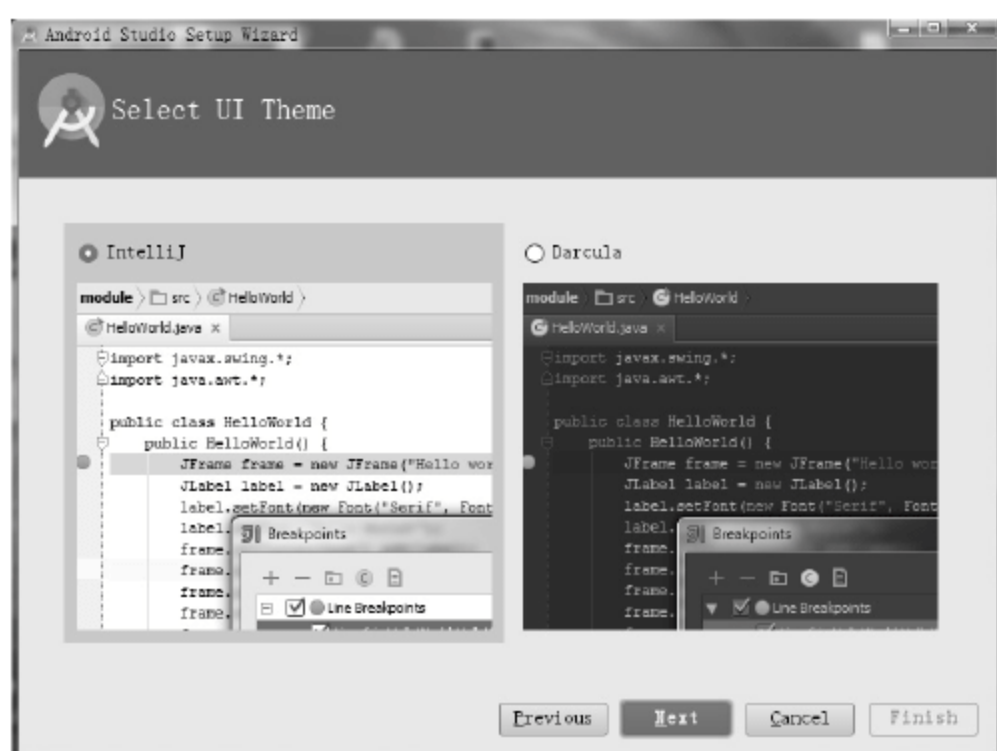 Android Studio Setup Wizard
Select UI Theme
IntelliJ
module src HelloWorld
HelloWorld.java ×
import javax.swing.*;
import java.awt.*;
public class HelloWorld {
public HelloWorld() {
JFrame frame = new JFrame("Hello wor
JLabel label = new JLabel();
label.setFont(new Font("Serif", Font
label.
frame.
frame.
frame.
frame.
Breakpoints
Line Breakpoints
Darcula
module src HelloWorld
HelloWorld.java ×
import javax.swing.*;
import java.awt.*;
public class HelloWorld {
public HelloWorld() {
JFrame frame = new JFrame("Hello wor
JLabel label = new JLabel();
label.setFont(new Font("Serif", Font
label.
frame.
frame.
frame.
frame.
Breakpoints
Line Breakpoints
Previous Next Cancel Finish